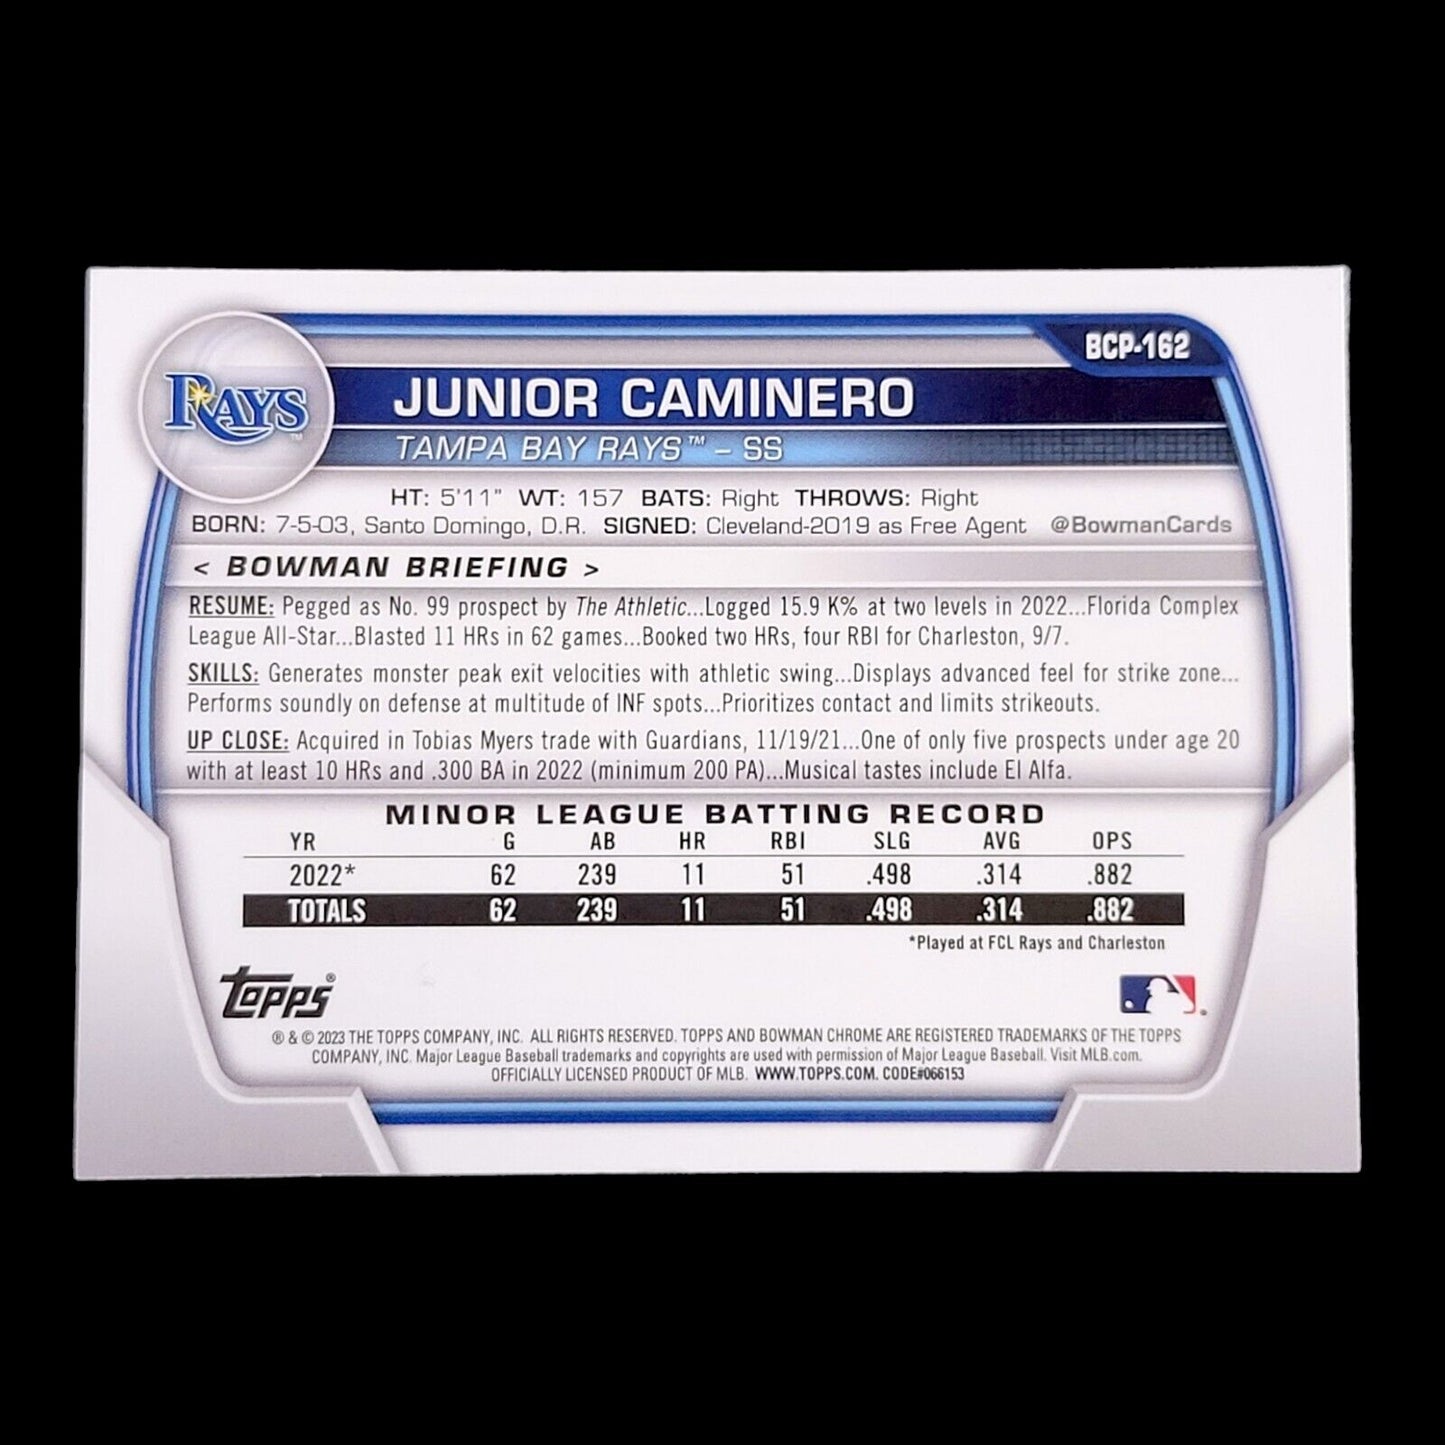 BCP-162
RAYS™
JUNIOR CAMINERO
TAMPA BAY RAYS™ – SS
HT: 5'11" WT: 157 BATS: Right THROWS: Right
BORN: 7-5-03, Santo Domingo, D.R. SIGNED: Cleveland-2019 as Free Agent @BowmanCards
< BOWMAN BRIEFING >
RESUME: Pegged as No. 99 prospect by The Athletic...Logged 15.9 K% at two levels in 2022...Florida Complex
League All-Star...Blasted 11 HRs in 62 games...Booked two HRs, four RBI for Charleston, 9/7.
SKILLS: Generates monster peak exit velocities with athletic swing...Displays advanced feel for strike zone...
Performs soundly on defense at multitude of INF spots...Prioritizes contact and limits strikeouts.
UP CLOSE: Acquired in Tobias Myers trade with Guardians, 11/19/21...One of only five prospects under age 20
with at least 10 HRs and .300 BA in 2022 (minimum 200 PA)...Musical tastes include El Alfa.
MINOR LEAGUE BATTING RECORD
YR G AB HR RBI SLG AVG OPS
2022* 62 239 11 51 .498 .314 .882
TOTALS 62 239 11 51 .498 .314 .882
*Played at FCL Rays and Charleston
Topps®
® & © 2023 THE TOPPS COMPANY, INC. ALL RIGHTS RESERVED. TOPPS AND BOWMAN CHROME ARE REGISTERED TRADEMARKS OF THE TOPPS
COMPANY, INC. Major League Baseball trademarks and copyrights are used with permission of Major League Baseball. Visit MLB.com.
OFFICIALLY LICENSED PRODUCT OF MLB. WWW.TOPPS.COM. CODE#066153